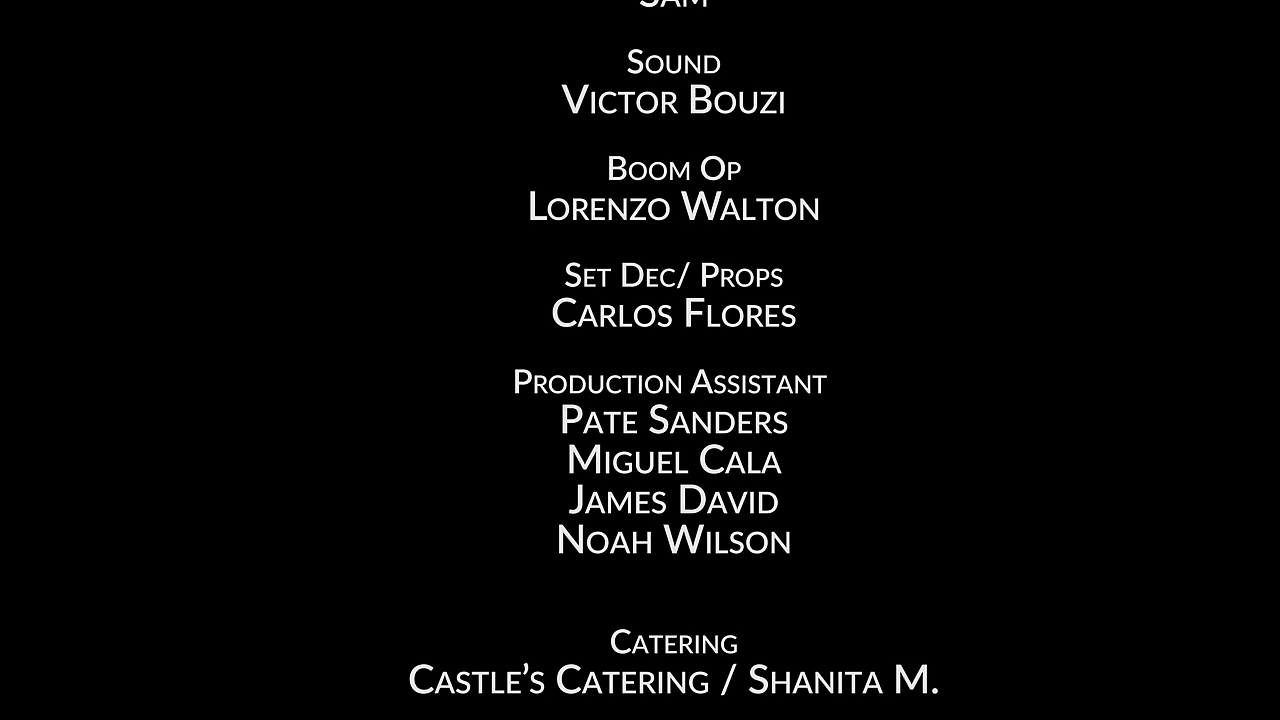 Sam
Sound
Victor Bouzi
Boom Op
Lorenzo Walton
Set Dec/ Props
Carlos Flores
Production Assistant
Pate Sanders
Miguel Cala
James David
Noah Wilson
Catering
Castle’s Catering / Shanita M.